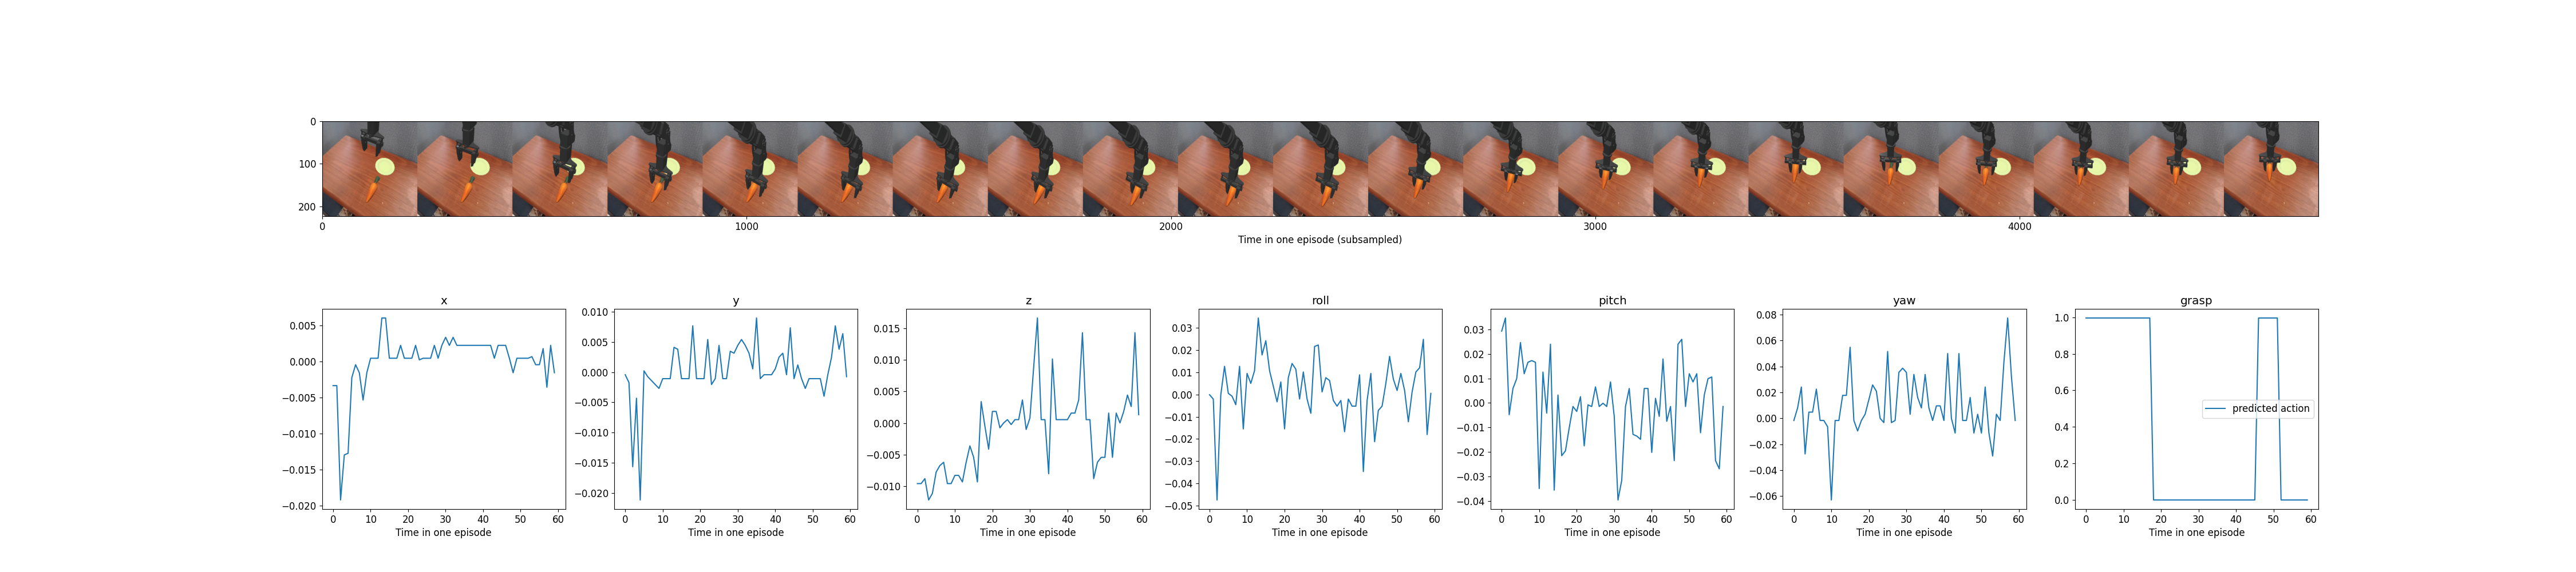 0
100
200
0 1000 2000 3000 4000
Time in one episode (subsampled)
x y z roll pitch yaw grasp
0.005
0.000
−0.005
−0.010
−0.015
−0.020
0 10 20 30 40 50 60
Time in one episode
0.010
0.005
0.000
−0.005
−0.010
−0.015
−0.020
0 10 20 30 40 50 60
Time in one episode
0.015
0.010
0.005
0.000
−0.005
−0.010
0 10 20 30 40 50 60
Time in one episode
0.03
0.02
0.01
0.00
−0.01
−0.02
−0.03
−0.04
−0.05
0 10 20 30 40 50 60
Time in one episode
0.03
0.02
0.01
0.00
−0.01
−0.02
−0.03
−0.04
0 10 20 30 40 50 60
Time in one episode
0.08
0.06
0.04
0.02
0.00
−0.02
−0.04
−0.06
0 10 20 30 40 50 60
Time in one episode
1.0
0.8
0.6
0.4
0.2
0.0
predicted action
0 10 20 30 40 50 60
Time in one episode